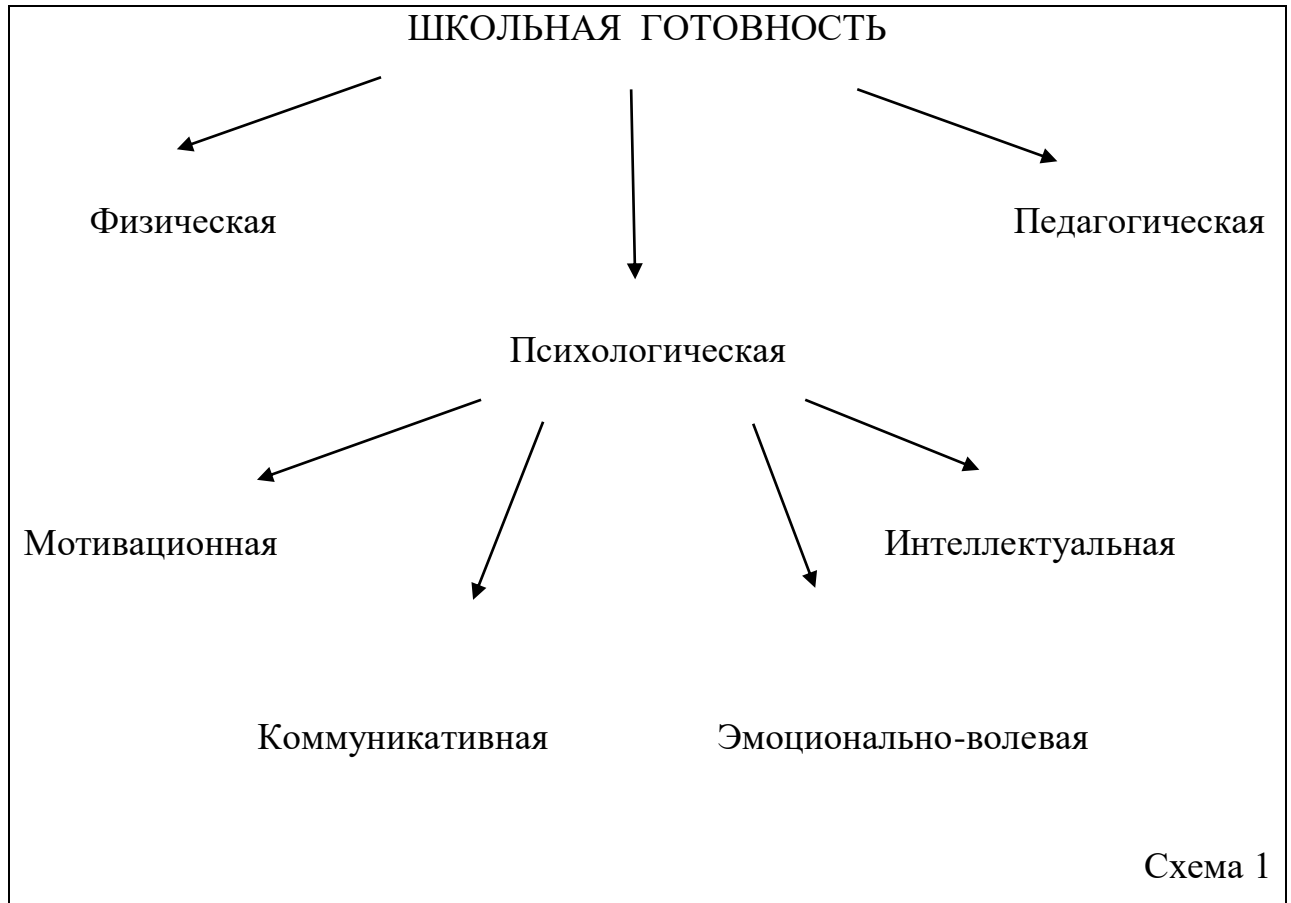 ШКОЛЬНАЯ ГОТОВНОСТЬ
Физическая
Педагогическая
Психологическая
Мотивационная
Интеллектуальная
Коммуникативная
Эмоционально-волевая
Схема 1